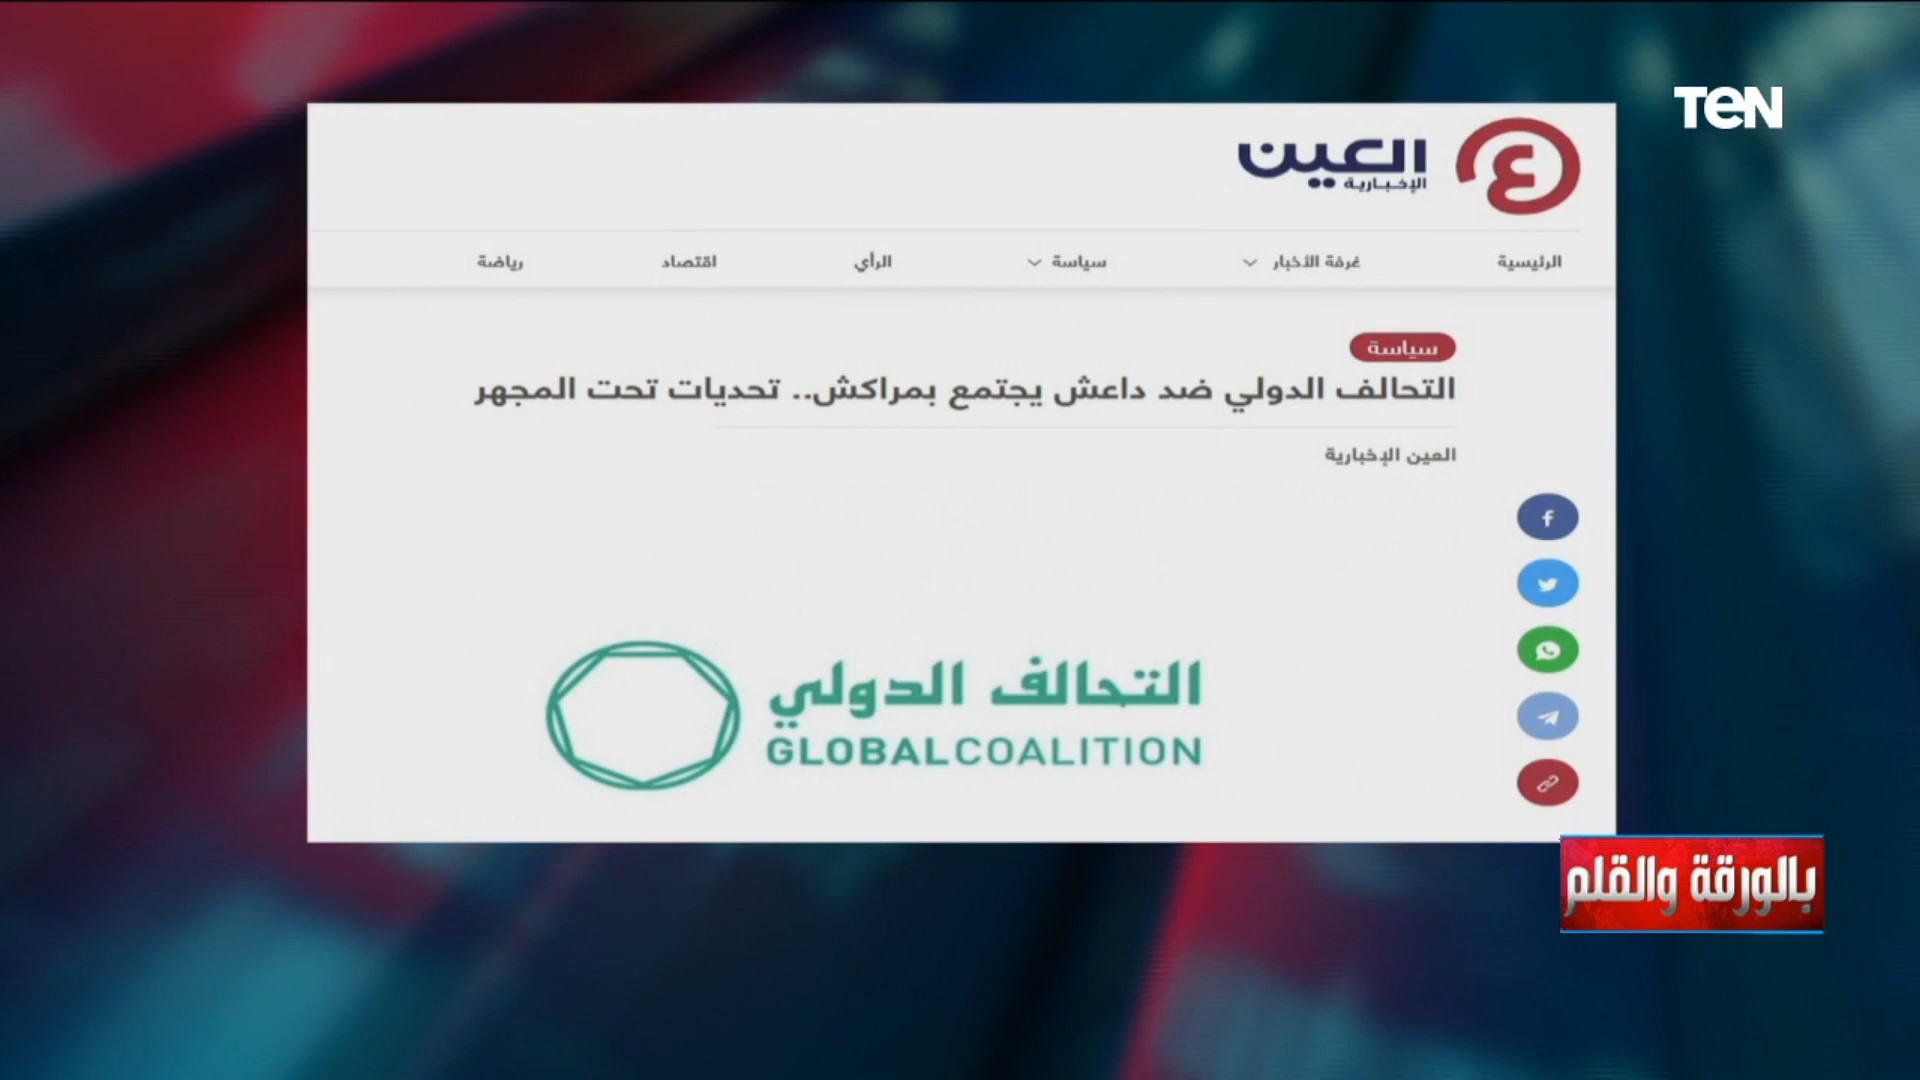 TeN
العين
الإخبارية
الرئيسية
غرفة الأخبار
سياسة
الرأي
اقتصاد
رياضة
سياسة
التحالف الدولي ضد داعش يجتمع بمراكش.. تحديات تحت المجهر
العين الإخبارية
التحالف الدولي
GLOBALCOALITION
بالورقة والقلم